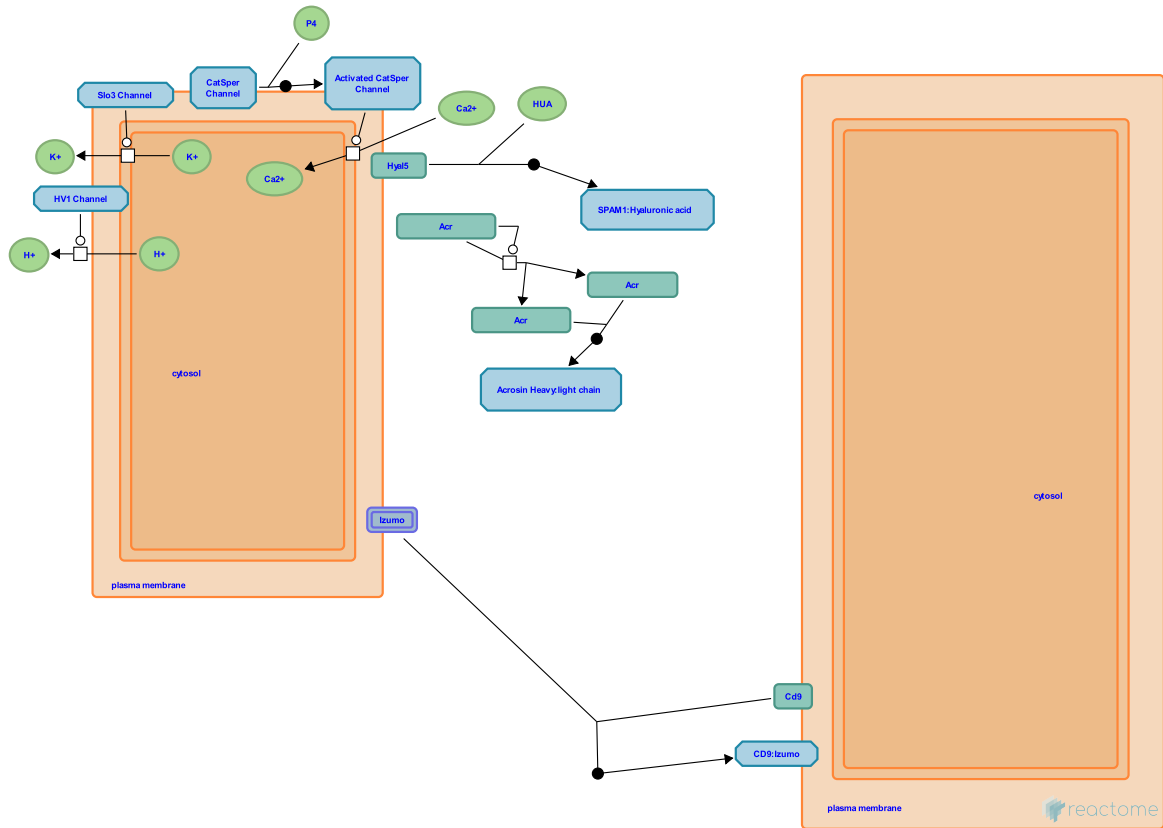 P4
CatSper
Channel
Activated CatSper
Channel
Slo3 Channel
Ca2+
HUA
K+
K+
Ca2+
Hyal5
HV1 Channel
SPAM1:Hyaluronic acid
Acr
H+
H+
Acr
Acr
cytosol
Acrosin Heavy:light chain
cytosol
Izumo
plasma membrane
Cd9
CD9:Izumo
plasma membrane
reactome